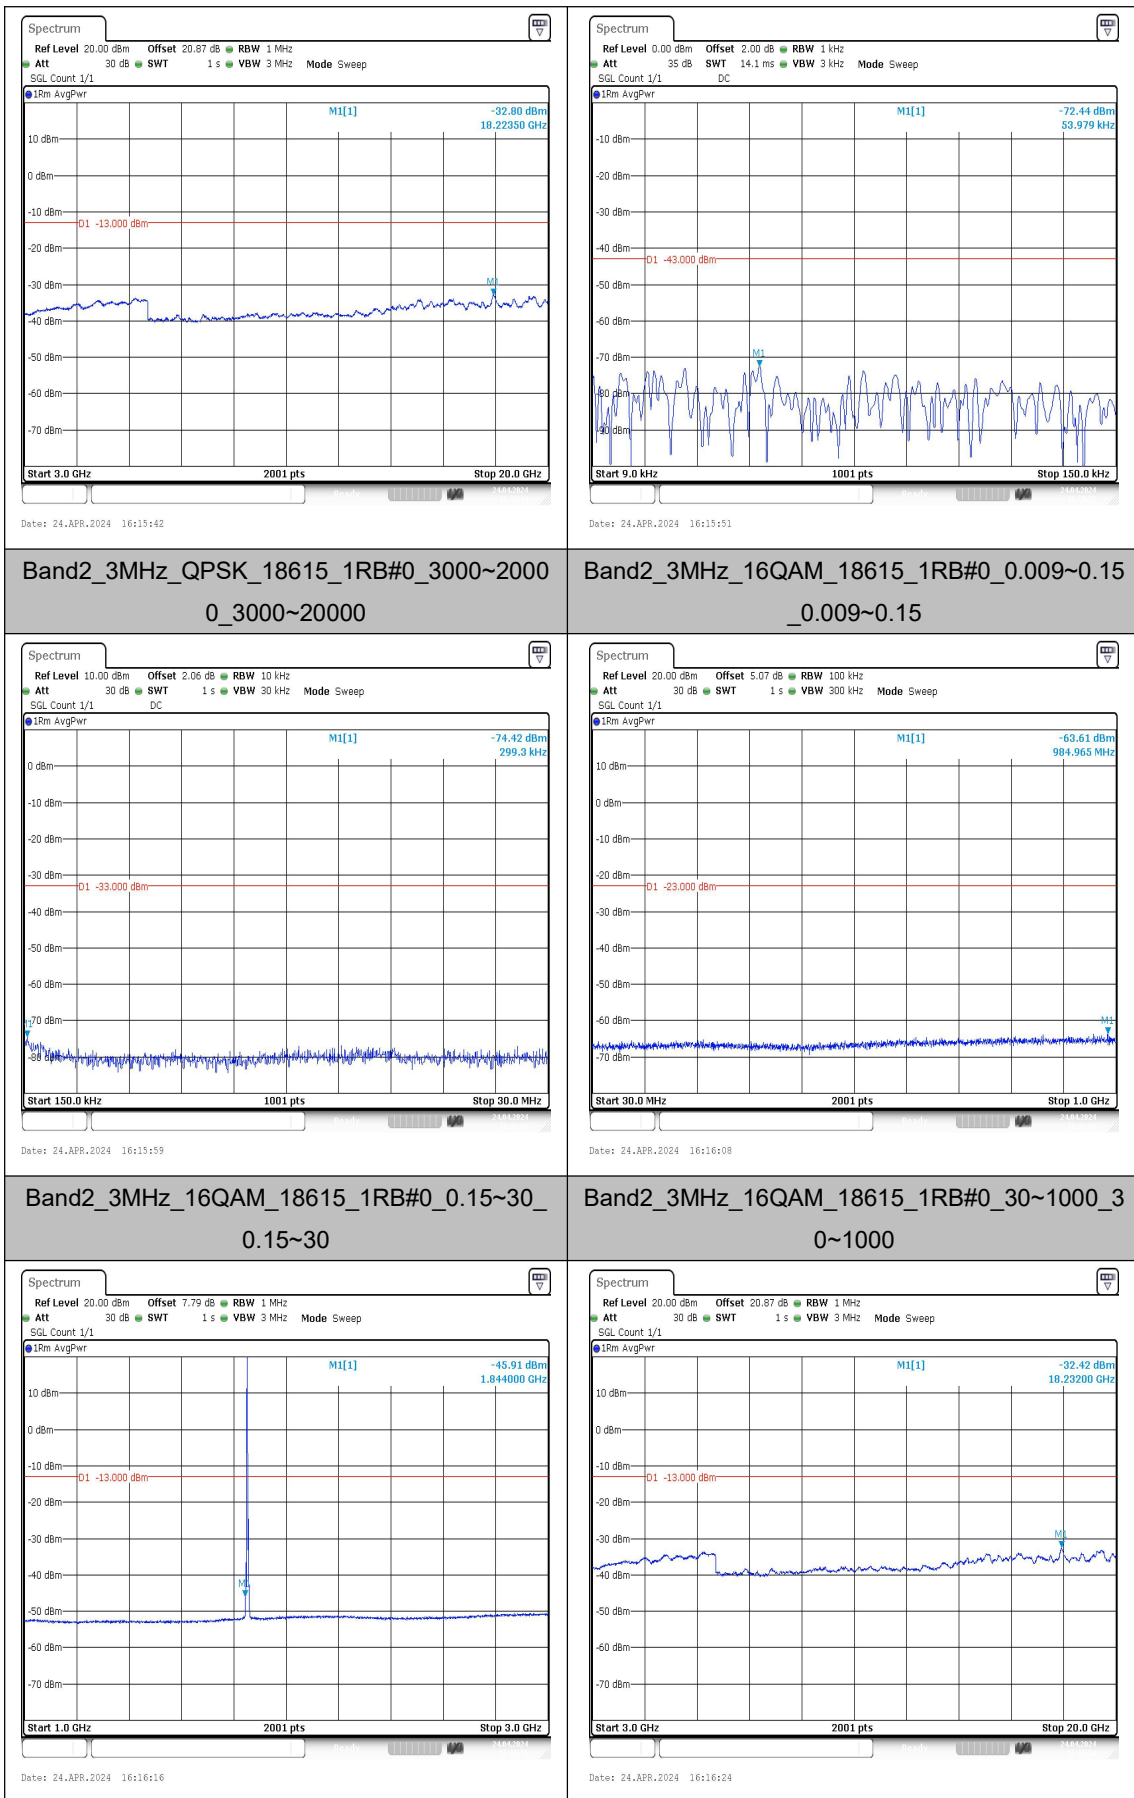 Spectrum
Ref Level 20.00 dBm Offset 20.87 dB RBW 1 MHz
Att 30 dB SWT 1 s VBW 3 MHz Mode Sweep
SGL Count 1/1
1Rm AvgPwr
M1[1] -32.80 dBm
18.22350 GHz
10 dBm
0 dBm
-10 dBm
D1 -13.000 dBm
-20 dBm
-30 dBm
M1
-40 dBm
-50 dBm
-60 dBm
-70 dBm
Start 3.0 GHz 2001 pts Stop 20.0 GHz
Date: 24.APR.2024 16:15:42
Spectrum
Ref Level 0.00 dBm Offset 2.00 dB RBW 1 kHz
Att 35 dB SWT 14.1 ms VBW 3 kHz Mode Sweep
SGL Count 1/1 DC
1Rm AvgPwr
M1[1] -72.44 dBm
53.979 kHz
-10 dBm
-20 dBm
-30 dBm
-40 dBm
D1 -43.000 dBm
-50 dBm
-60 dBm
-70 dBm
M1
-80 dBm
-90 dBm
Start 9.0 kHz 1001 pts Stop 150.0 kHz
Date: 24.APR.2024 16:15:51
Band2_3MHz_QPSK_18615_1RB#0_3000~2000
0_3000~20000
Band2_3MHz_16QAM_18615_1RB#0_0.009~0.15
_0.009~0.15
Spectrum
Ref Level 10.00 dBm Offset 2.06 dB RBW 10 kHz
Att 30 dB SWT 1 s VBW 30 kHz Mode Sweep
SGL Count 1/1 DC
1Rm AvgPwr
M1[1] -74.42 dBm
299.3 kHz
0 dBm
-10 dBm
-20 dBm
-30 dBm
D1 -33.000 dBm
-40 dBm
-50 dBm
-60 dBm
-70 dBm
-80 dBm
Start 150.0 kHz 1001 pts Stop 30.0 MHz
Date: 24.APR.2024 16:15:59
Spectrum
Ref Level 20.00 dBm Offset 5.07 dB RBW 100 kHz
Att 30 dB SWT 1 s VBW 300 kHz Mode Sweep
SGL Count 1/1
1Rm AvgPwr
M1[1] -63.61 dBm
984.965 MHz
10 dBm
0 dBm
-10 dBm
-20 dBm
D1 -23.000 dBm
-30 dBm
-40 dBm
-50 dBm
-60 dBm
M1
-70 dBm
Start 30.0 MHz 2001 pts Stop 1.0 GHz
Date: 24.APR.2024 16:16:08
Band2_3MHz_16QAM_18615_1RB#0_0.15~30_
0.15~30
Band2_3MHz_16QAM_18615_1RB#0_30~1000_3
0~1000
Spectrum
Ref Level 20.00 dBm Offset 7.79 dB RBW 1 MHz
Att 30 dB SWT 1 s VBW 3 MHz Mode Sweep
SGL Count 1/1
1Rm AvgPwr
M1[1] -45.91 dBm
1.844000 GHz
10 dBm
0 dBm
-10 dBm
D1 -13.000 dBm
-20 dBm
-30 dBm
-40 dBm
-50 dBm
-60 dBm
-70 dBm
Start 1.0 GHz 2001 pts Stop 3.0 GHz
Date: 24.APR.2024 16:16:16
Spectrum
Ref Level 20.00 dBm Offset 20.87 dB RBW 1 MHz
Att 30 dB SWT 1 s VBW 3 MHz Mode Sweep
SGL Count 1/1
1Rm AvgPwr
M1[1] -32.42 dBm
18.23200 GHz
10 dBm
0 dBm
-10 dBm
D1 -13.000 dBm
-20 dBm
-30 dBm
M1
-40 dBm
-50 dBm
-60 dBm
-70 dBm
Start 3.0 GHz 2001 pts Stop 20.0 GHz
Date: 24.APR.2024 16:16:24